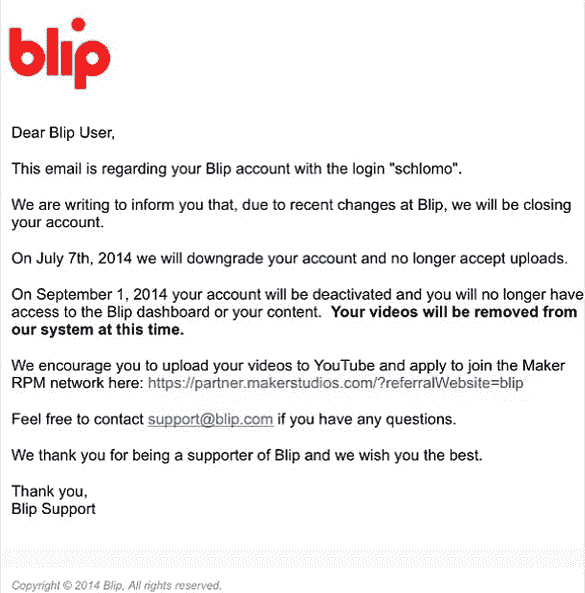 blip
Dear Blip User,
This email is regarding your Blip account with the login "schlomo".
We are writing to inform you that, due to recent changes at Blip, we will be closing
your account.
On July 7th, 2014 we will downgrade your account and no longer accept uploads.
On September 1, 2014 your account will be deactivated and you will no longer have
access to the Blip dashboard or your content.  Your videos will be removed from
our system at this time.
We encourage you to upload your videos to YouTube and apply to join the Maker
RPM network here: https://partner.makerstudios.com/?referralWebsite=blip
Feel free to contact support@blip.com if you have any questions.
We thank you for being a supporter of Blip and we wish you the best.
Thank you,
Blip Support
Copyright © 2014 Blip, All rights reserved.